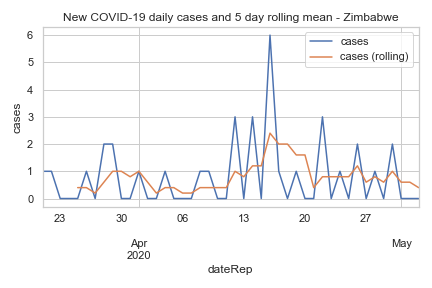 New COVID-19 daily cases and 5 day rolling mean - Zimbabwe
cases
cases (rolling)
6
5
4
3
2
1
0
cases
23
30
06
13
20
27
Apr
2020
May
dateRep